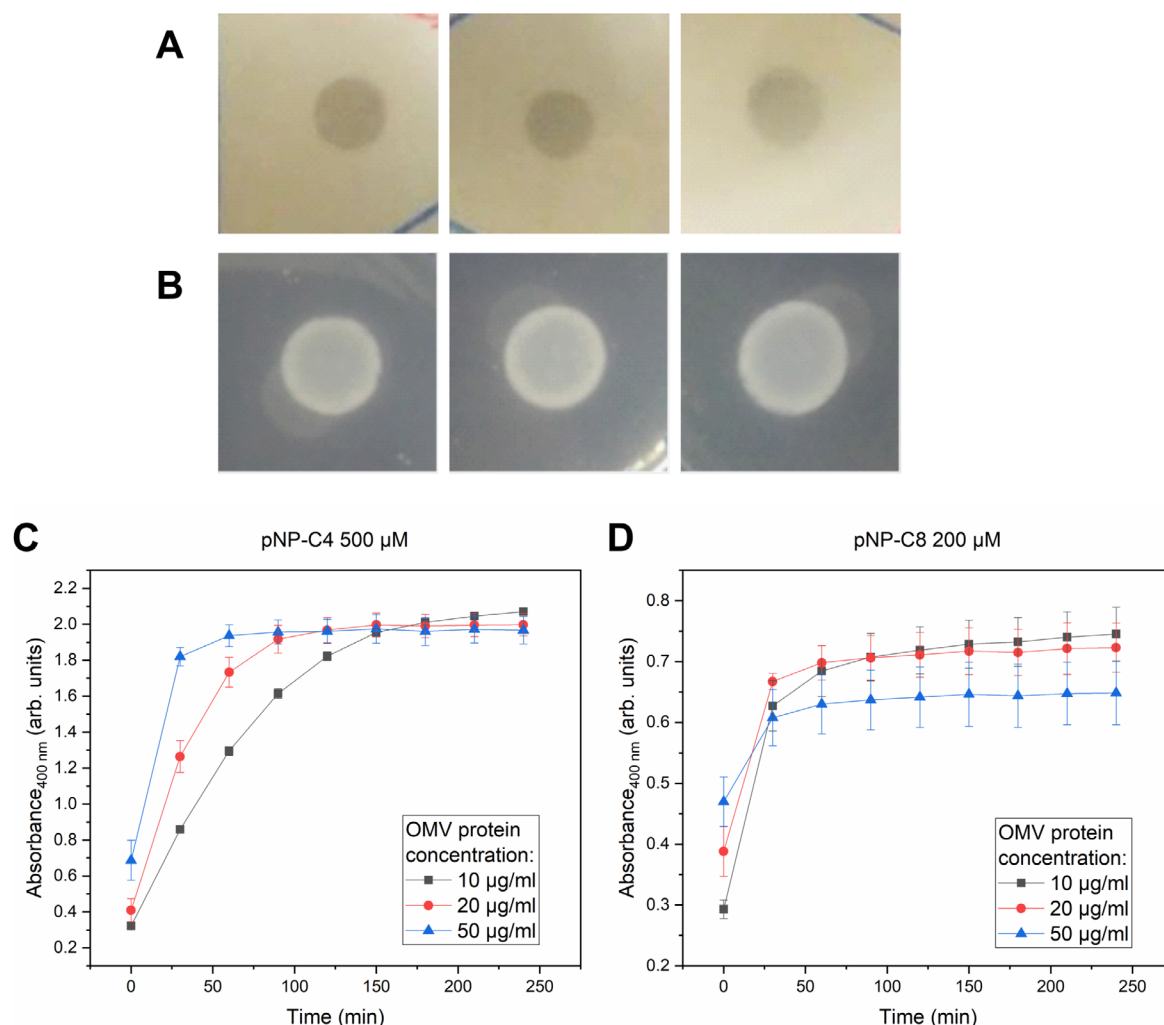 A
B
C
pNP-C4 500 µM
Absorbance400 nm (arb. units)
2.2
2.0
1.8
1.6
1.4
1.2
1.0
0.8
0.6
0.4
0.2
OMV protein
concentration:
10 µg/ml
20 µg/ml
50 µg/ml
0
50
100
150
200
250
Time (min)
D
pNP-C8 200 µM
Absorbance400 nm (arb. units)
0.8
0.7
0.6
0.5
0.4
0.3
0.2
OMV protein
concentration:
10 µg/ml
20 µg/ml
50 µg/ml
0
50
100
150
200
250
Time (min)